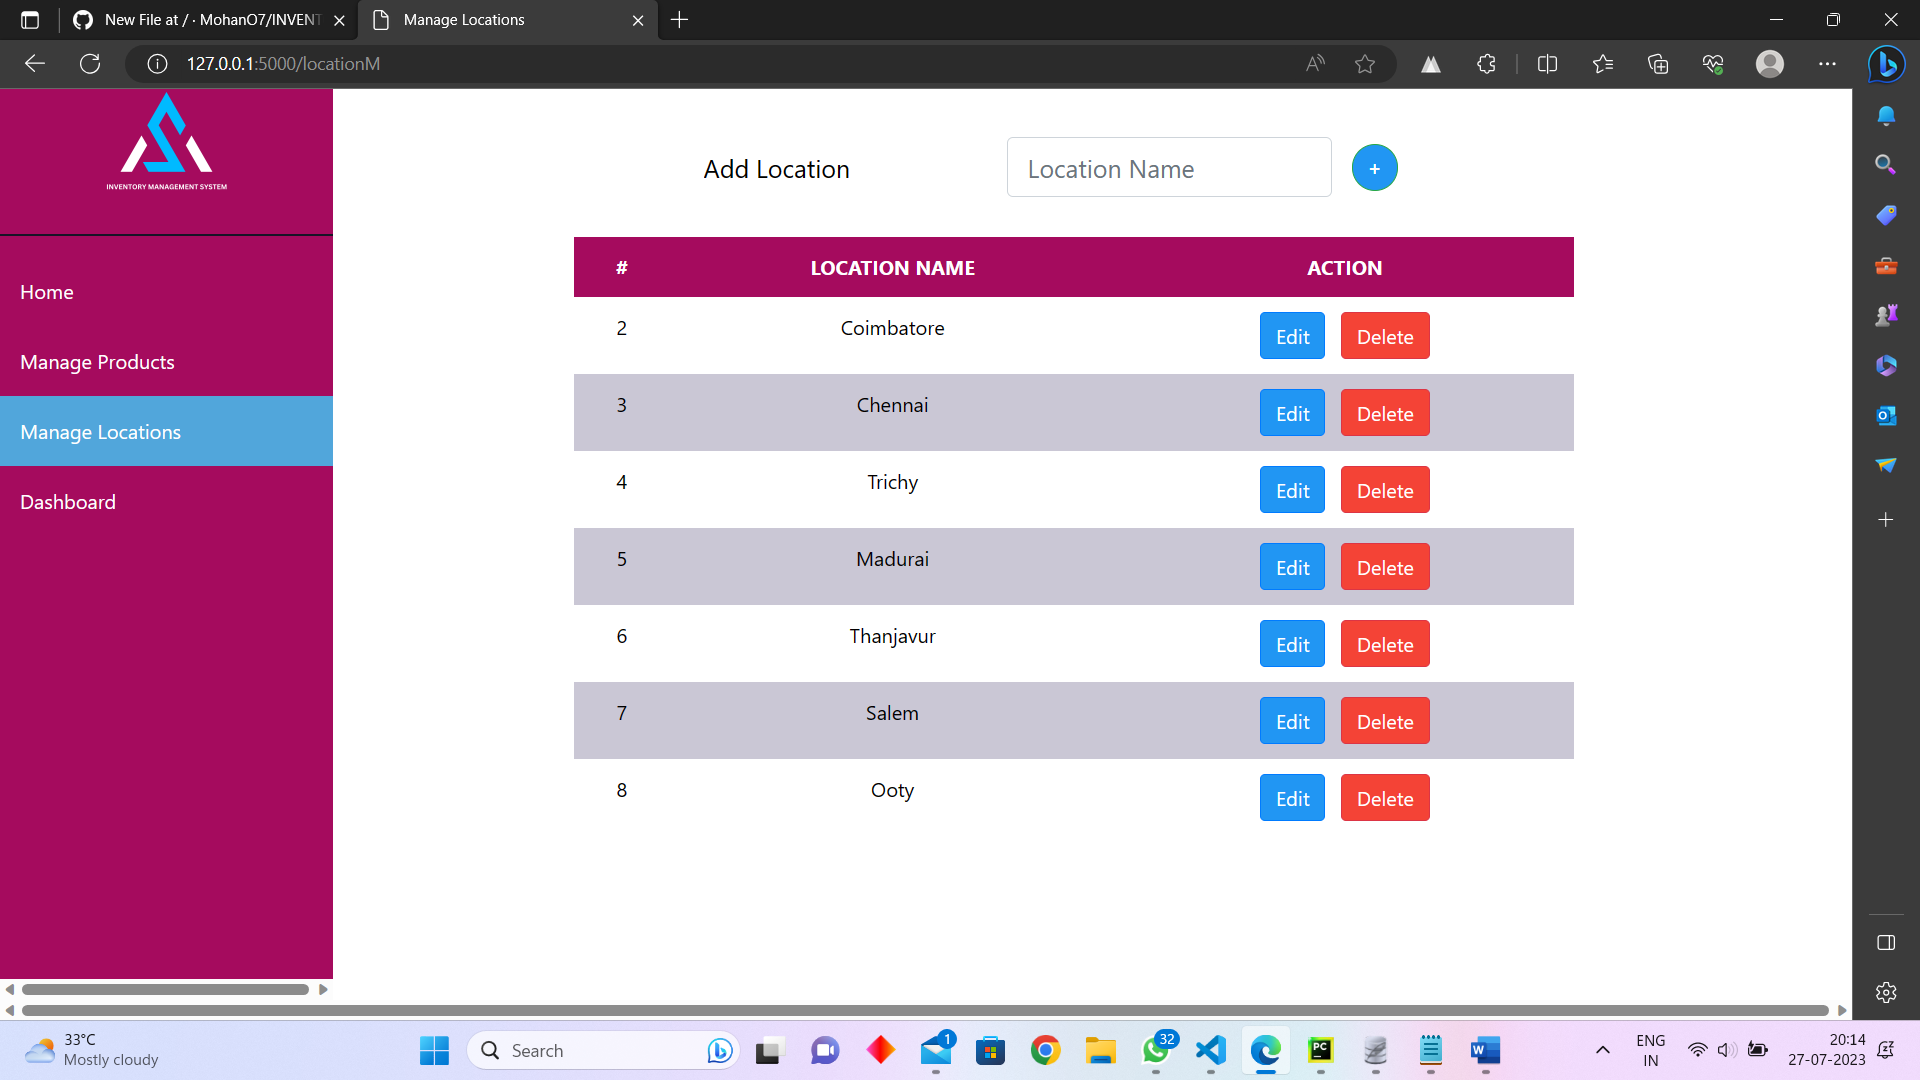 New File at / · MohanO7/INVENT
Manage Locations
127.0.0.1:5000/locationM
INVENTORY MANAGEMENT SYSTEM
Home
Manage Products
Manage Locations
Dashboard
Add Location
Location Name
+
# LOCATION NAME ACTION
2 Coimbatore Edit Delete
3 Chennai Edit Delete
4 Trichy Edit Delete
5 Madurai Edit Delete
6 Thanjavur Edit Delete
7 Salem Edit Delete
8 Ooty Edit Delete
33°C
Mostly cloudy
Search
1
32
PC
W
ENG
IN
20:14
27-07-2023